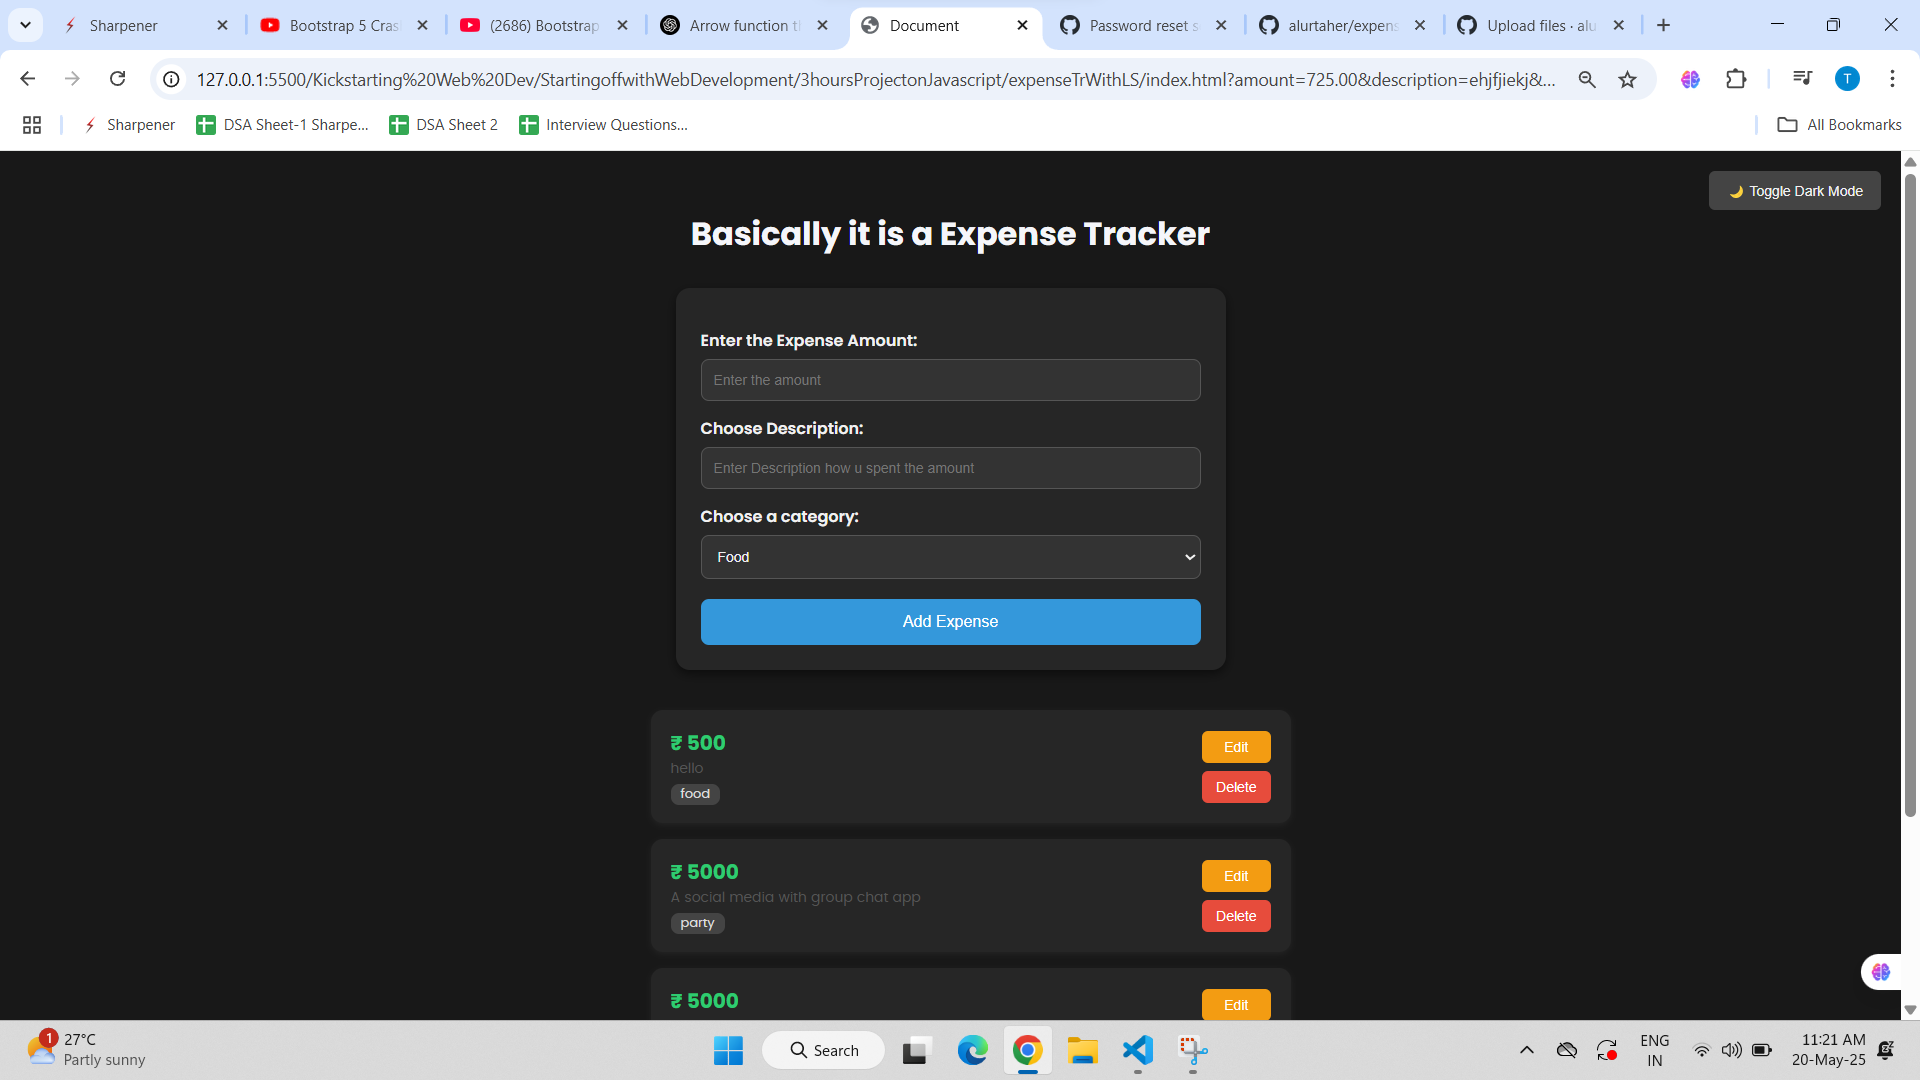 Sharpener
Bootstrap 5 Cras
(2686) Bootstrap
Arrow function th
Document
Password reset s
alurtaher/expens
Upload files · alu
127.0.0.1:5500/Kickstarting%20Web%20Dev/StartingoffwithWebDevelopment/3hoursProjectonJavascript/expenseTrWithLS/index.html?amount=725.00&description=ehjfjiekj&...
T
Sharpener
DSA Sheet-1 Sharpe...
DSA Sheet 2
Interview Questions...
All Bookmarks
🌙 Toggle Dark Mode
Basically it is a Expense Tracker
Enter the Expense Amount:
Enter the amount
Choose Description:
Enter Description how u spent the amount
Choose a category:
Food
Add Expense
₹ 500
hello
food
Edit
Delete
₹ 5000
A social media with group chat app
party
Edit
Delete
₹ 5000
Edit
1
27°C
Partly sunny
Search
ENG
IN
11:21 AM
20-May-25